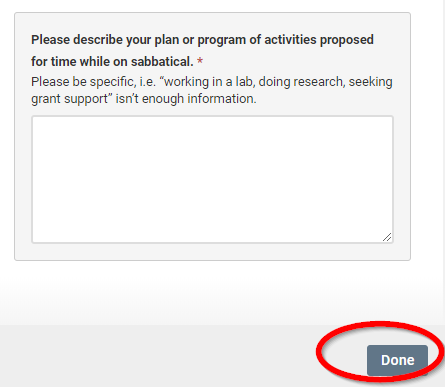 Please describe your plan or program of activities proposed
for time while on sabbatical. *
Please be specific, i.e. “working in a lab, doing research, seeking
grant support” isn’t enough information.
Done